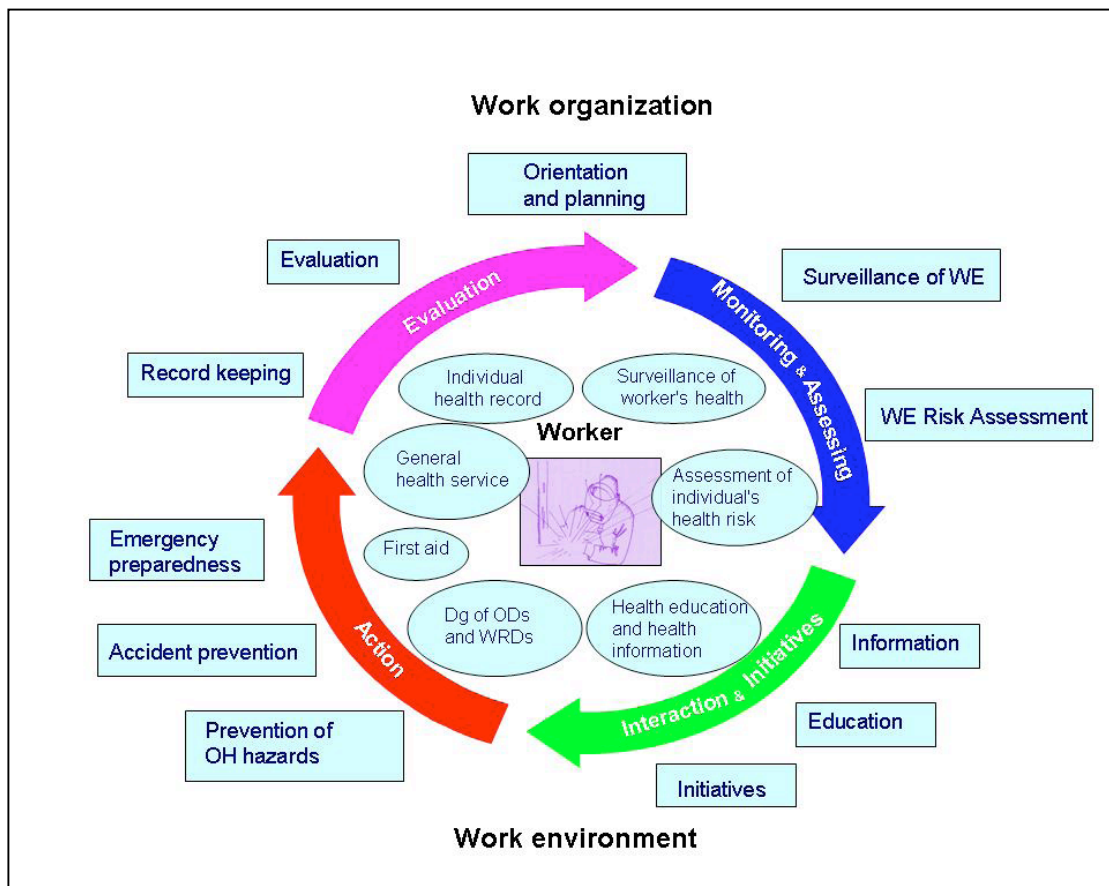 Work organization
Orientation
and planning
Evaluation
Surveillance of WE
Evaluation
Monitoring & Assessing
Record keeping
Individual
health record
Surveillance of
worker's health
WE Risk Assessment
Worker
General
health service
Assessment of
individual's
health risk
Emergency
preparedness
First aid
Dg of ODs
and WRDs
Health education
and health
information
Action
Interaction & Initiatives
Information
Accident prevention
Education
Prevention of
OH hazards
Initiatives
Work environment